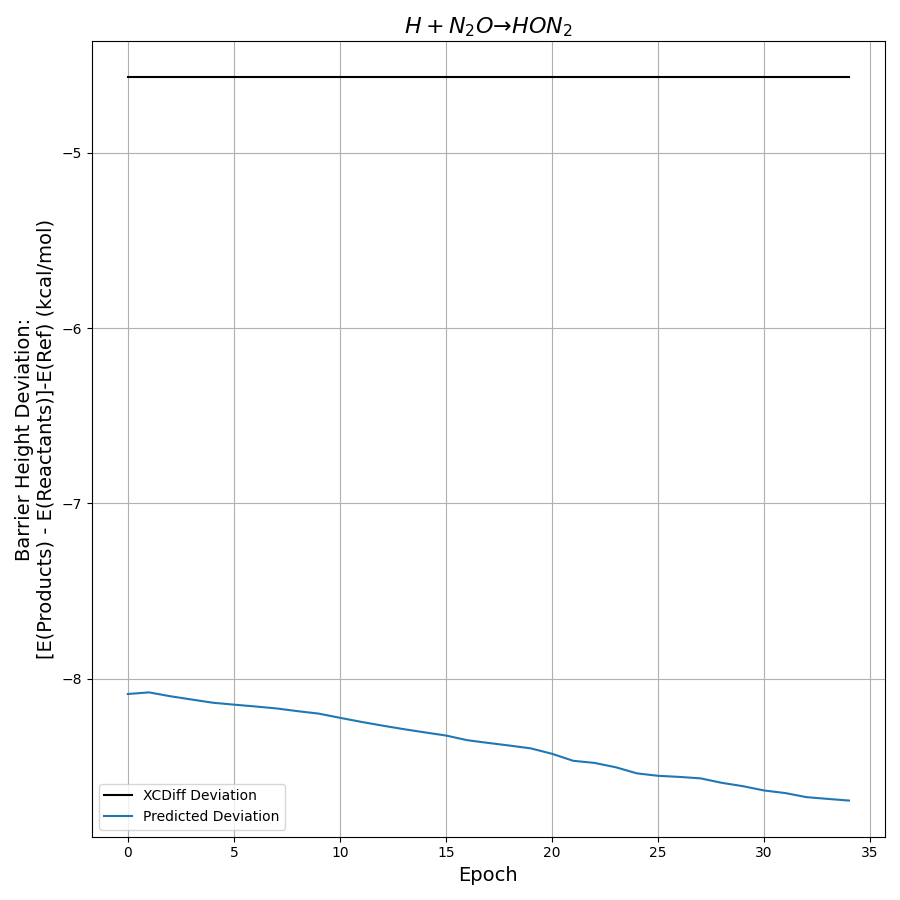 H + N₂O→HON₂
Barrier Height Deviation:
[E(Products) - E(Reactants)]-E(Ref) (kcal/mol)
−5
−6
−7
−8
XCDiff Deviation
Predicted Deviation
0 5 10 15 20 25 30 35
Epoch